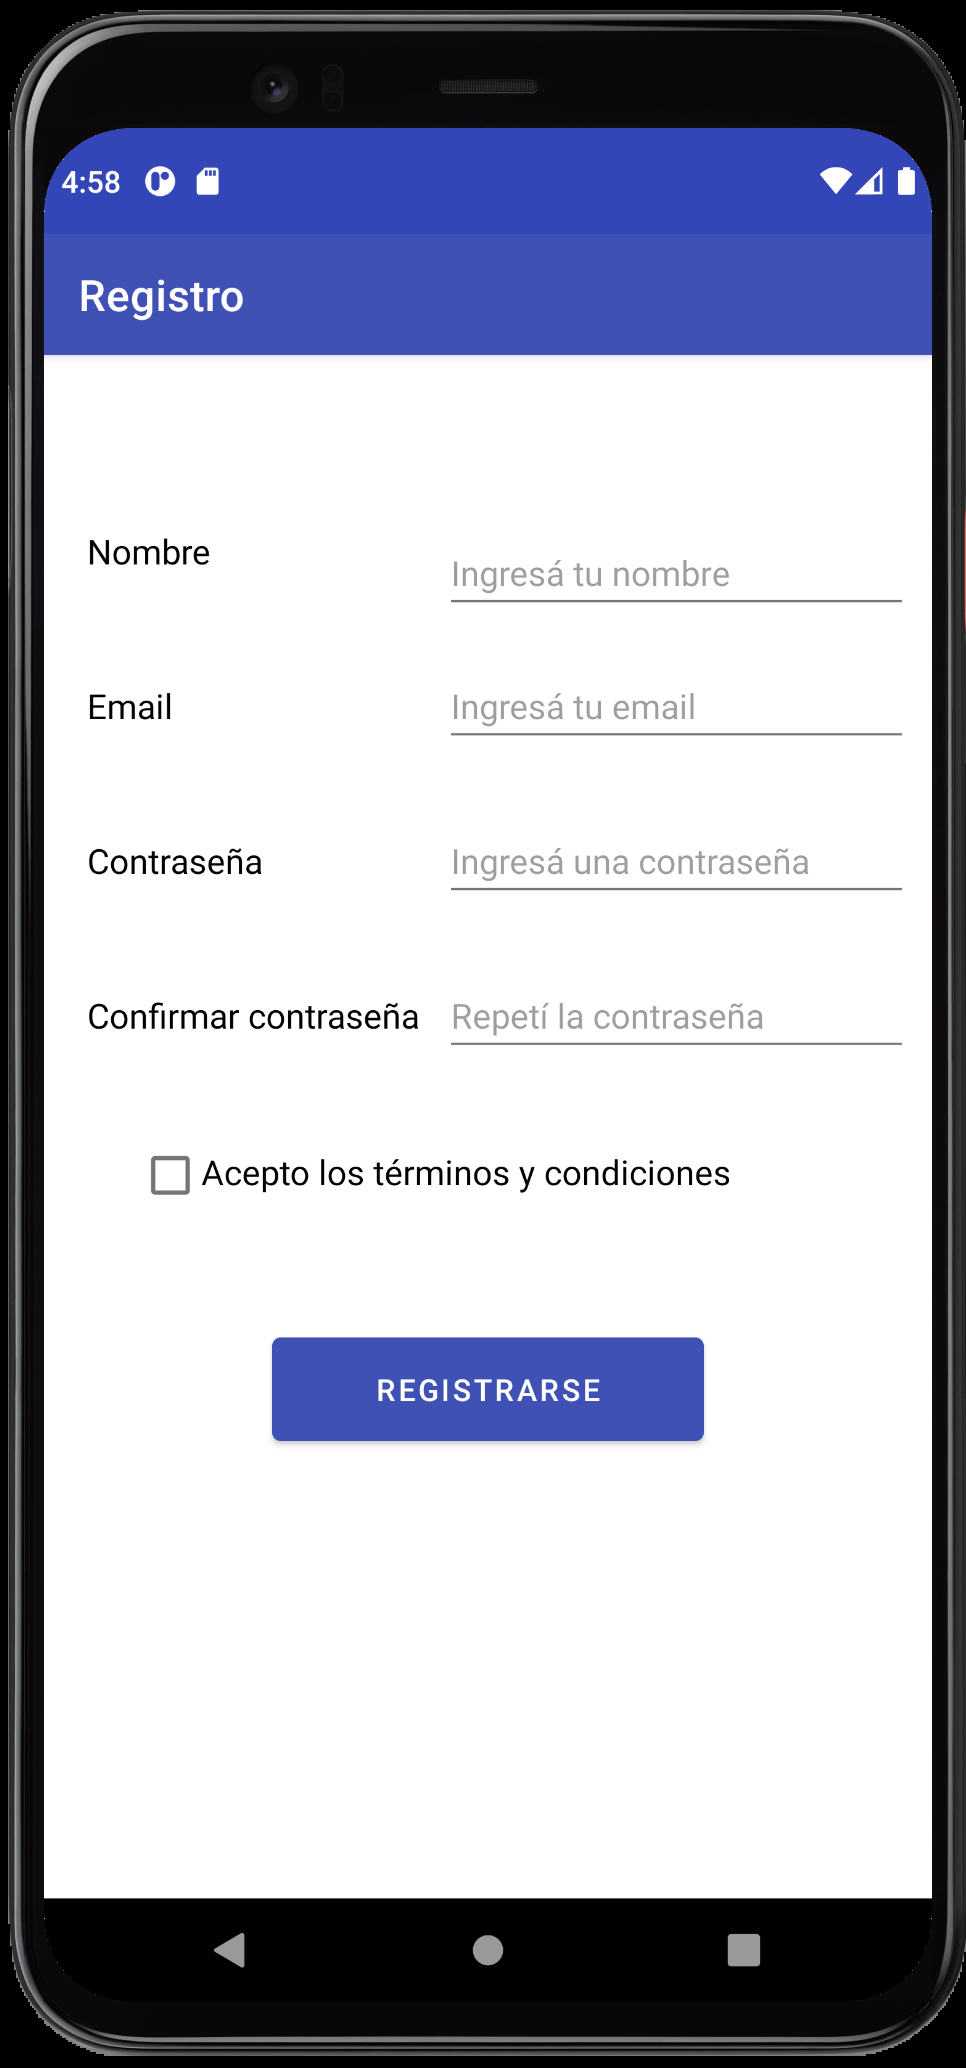 4:58
Registro
Nombre
Ingresá tu nombre
Email
Ingresá tu email
Contraseña
Ingresá una contraseña
Confirmar contraseña
Repetí la contraseña
Acepto los términos y condiciones
REGISTRARSE